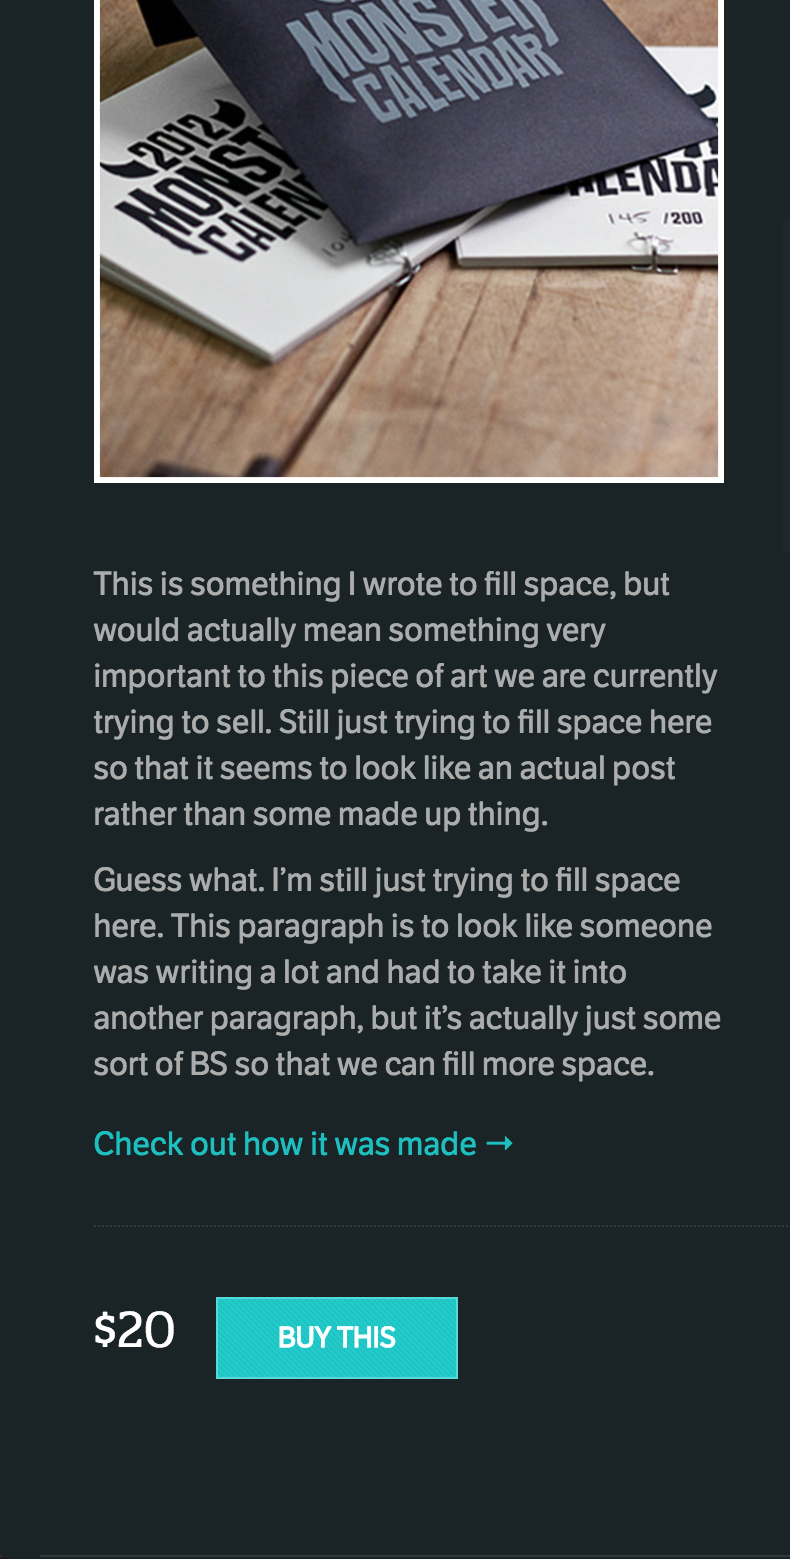 MONSTER
CALENDAR
2012
MONST
CALEN
CALENDA
145 /200
This is something I wrote to fill space, but
would actually mean something very
important to this piece of art we are currently
trying to sell. Still just trying to fill space here
so that it seems to look like an actual post
rather than some made up thing.
Guess what. I’m still just trying to fill space
here. This paragraph is to look like someone
was writing a lot and had to take it into
another paragraph, but it’s actually just some
sort of BS so that we can fill more space.
Check out how it was made →
$20 BUY THIS